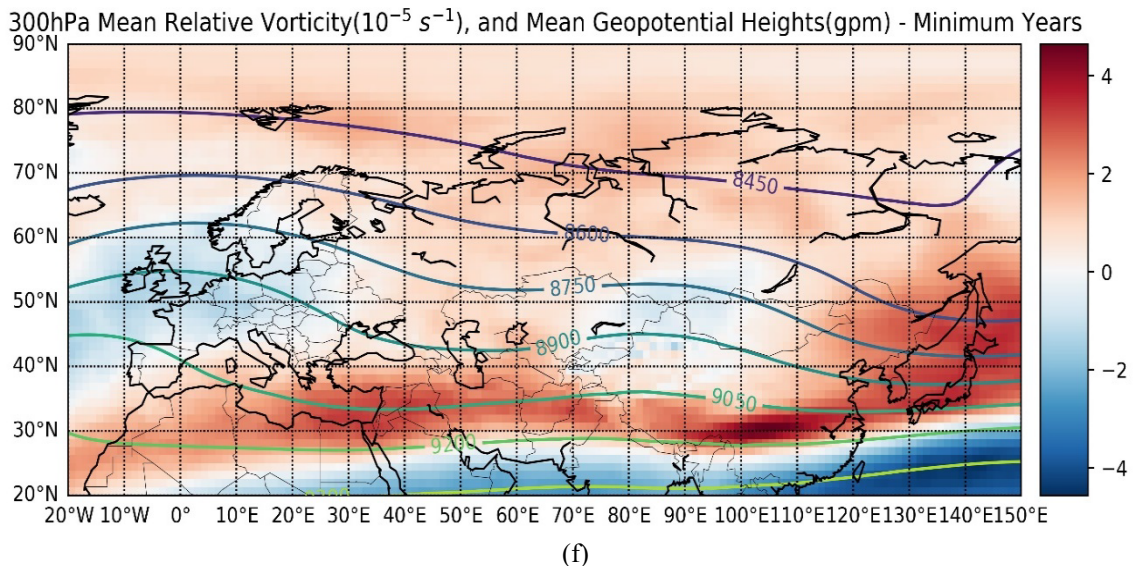 300hPa Mean Relative Vorticity(10⁻⁵ s⁻¹), and Mean Geopotential Heights(gpm) - Minimum Years
90°N
80°N
70°N
60°N
50°N
40°N
30°N
20°N
8450
8600
8750
8900
9050
9200
20°W 10°W 0° 10°E 20°E 30°E 40°E 50°E 60°E 70°E 80°E 90°E 100°E 110°E 120°E 130°E 140°E 150°E
4
2
0
−2
−4
(f)